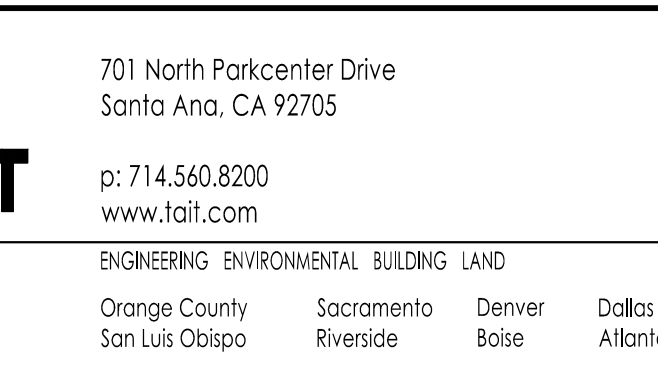 701 North Parkcenter Drive
Santa Ana, CA 92705
T
p: 714.560.8200
www.tait.com
ENGINEERING ENVIRONMENTAL BUILDING LAND
Orange County Sacramento Denver Dallas
San Luis Obispo Riverside Boise